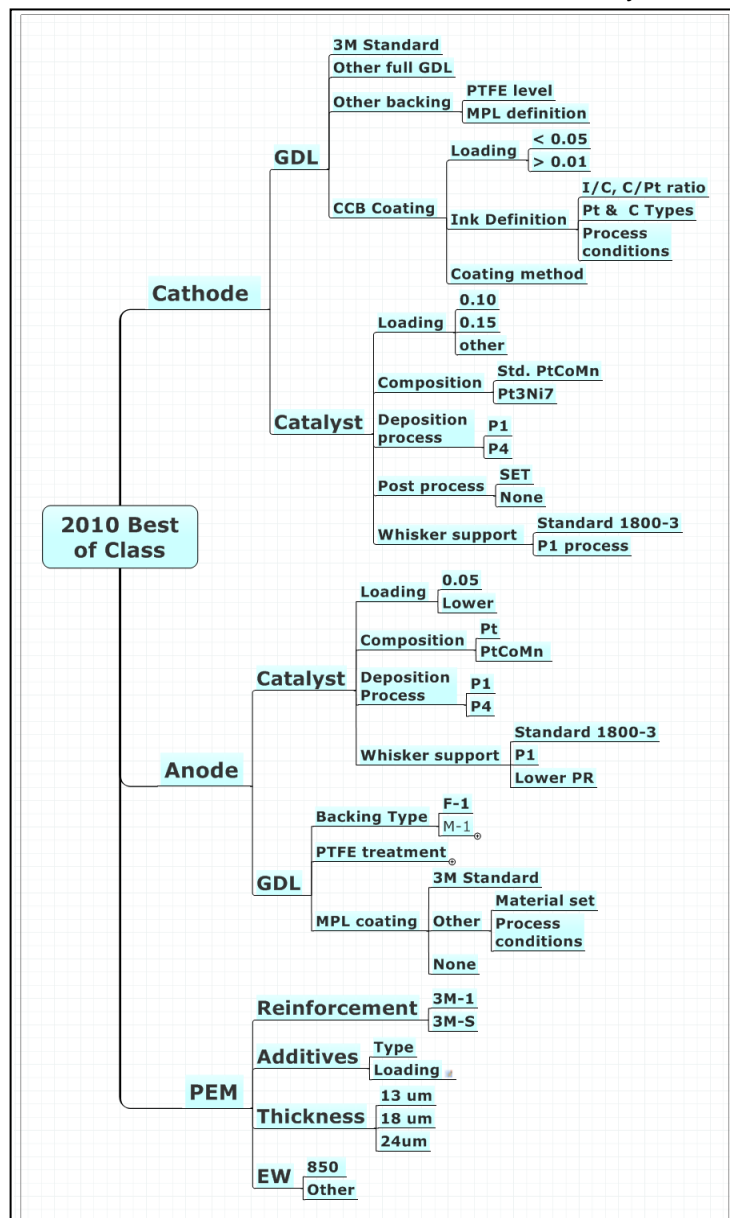 3M Standard
Other full GDL
Other backing
PTFE level
MPL definition
GDL
Loading
< 0.05
> 0.01
CCB Coating
Ink Definition
I/C, C/Pt ratio
Pt & C Types
Process
conditions
Coating method
Cathode
Loading
0.10
0.15
other
Composition
Std. PtCoMn
Pt3Ni7
Catalyst
Deposition
process
P1
P4
Post process
SET
None
Whisker support
Standard 1800-3
P1 process
2010 Best
of Class
Loading
0.05
Lower
Composition
Pt
PtCoMn
Catalyst
Deposition
Process
P1
P4
Whisker support
Standard 1800-3
P1
Lower PR
Anode
Backing Type
F-1
M-1
PTFE treatment
GDL
MPL coating
3M Standard
Other
Material set
Process
conditions
None
Reinforcement
3M-1
3M-S
Additives
Type
Loading
PEM
Thickness
13 um
18 um
24um
EW
850
Other